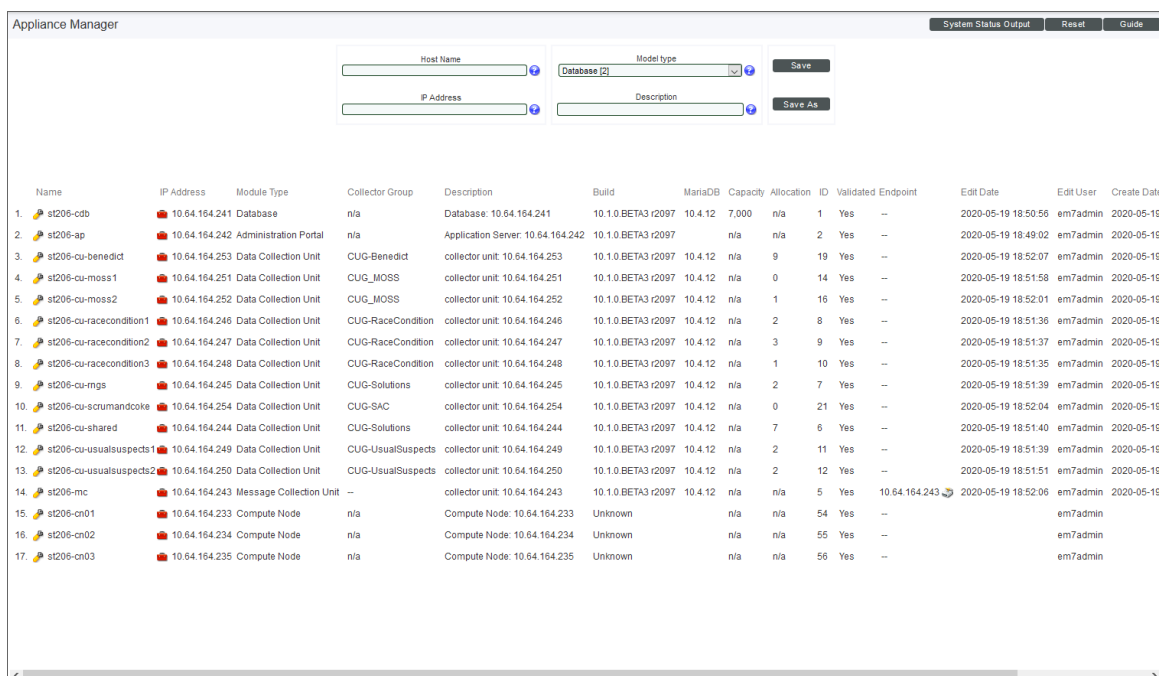 Appliance Manager System Status Output Reset Guide
Host Name Model type
Database [2] Save
IP Address Description
Save As
Name IP Address Module Type Collector Group Description Build MariaDB Capacity Allocation ID Validated Endpoint Edit Date Edit User Create Date
1. st206-cdb 10.64.164.241 Database n/a Database: 10.64.164.241 10.1.0.BETA3 r2097 10.4.12 7,000 n/a 1 Yes -- 2020-05-19 18:50:56 em7admin 2020-05-19
2. st206-ap 10.64.164.242 Administration Portal n/a Application Server: 10.64.164.242 10.1.0.BETA3 r2097 n/a n/a 2 Yes -- 2020-05-19 18:49:02 em7admin 2020-05-19
3. st206-cu-benedict 10.64.164.253 Data Collection Unit CUG-Benedict collector unit: 10.64.164.253 10.1.0.BETA3 r2097 10.4.12 n/a 9 19 Yes -- 2020-05-19 18:52:07 em7admin 2020-05-19
4. st206-cu-moss1 10.64.164.251 Data Collection Unit CUG_MOSS collector unit: 10.64.164.251 10.1.0.BETA3 r2097 10.4.12 n/a 0 14 Yes -- 2020-05-19 18:51:58 em7admin 2020-05-19
5. st206-cu-moss2 10.64.164.252 Data Collection Unit CUG_MOSS collector unit: 10.64.164.252 10.1.0.BETA3 r2097 10.4.12 n/a 1 16 Yes -- 2020-05-19 18:52:01 em7admin 2020-05-19
6. st206-cu-racecondition1 10.64.164.246 Data Collection Unit CUG-RaceCondition collector unit: 10.64.164.246 10.1.0.BETA3 r2097 10.4.12 n/a 2 8 Yes -- 2020-05-19 18:51:36 em7admin 2020-05-19
7. st206-cu-racecondition2 10.64.164.247 Data Collection Unit CUG-RaceCondition collector unit: 10.64.164.247 10.1.0.BETA3 r2097 10.4.12 n/a 3 9 Yes -- 2020-05-19 18:51:37 em7admin 2020-05-19
8. st206-cu-racecondition3 10.64.164.248 Data Collection Unit CUG-RaceCondition collector unit: 10.64.164.248 10.1.0.BETA3 r2097 10.4.12 n/a 1 10 Yes -- 2020-05-19 18:51:35 em7admin 2020-05-19
9. st206-cu-rngs 10.64.164.245 Data Collection Unit CUG-Solutions collector unit: 10.64.164.245 10.1.0.BETA3 r2097 10.4.12 n/a 2 7 Yes -- 2020-05-19 18:51:39 em7admin 2020-05-19
10. st206-cu-scrumandcoke 10.64.164.254 Data Collection Unit CUG-SAC collector unit: 10.64.164.254 10.1.0.BETA3 r2097 10.4.12 n/a 0 21 Yes -- 2020-05-19 18:52:04 em7admin 2020-05-19
11. st206-cu-shared 10.64.164.244 Data Collection Unit CUG-Solutions collector unit: 10.64.164.244 10.1.0.BETA3 r2097 10.4.12 n/a 7 6 Yes -- 2020-05-19 18:51:40 em7admin 2020-05-19
12. st206-cu-usualsuspects1 10.64.164.249 Data Collection Unit CUG-UsualSuspects collector unit: 10.64.164.249 10.1.0.BETA3 r2097 10.4.12 n/a 2 11 Yes -- 2020-05-19 18:51:39 em7admin 2020-05-19
13. st206-cu-usualsuspects2 10.64.164.250 Data Collection Unit CUG-UsualSuspects collector unit: 10.64.164.250 10.1.0.BETA3 r2097 10.4.12 n/a 2 12 Yes -- 2020-05-19 18:51:51 em7admin 2020-05-19
14. st206-mc 10.64.164.243 Message Collection Unit -- collector unit: 10.64.164.243 10.1.0.BETA3 r2097 10.4.12 n/a n/a 5 Yes 10.64.164.243 2020-05-19 18:52:06 em7admin 2020-05-19
15. st206-cn01 10.64.164.233 Compute Node n/a Compute Node: 10.64.164.233 Unknown n/a n/a 54 Yes -- em7admin
16. st206-cn02 10.64.164.234 Compute Node n/a Compute Node: 10.64.164.234 Unknown n/a n/a 55 Yes -- em7admin
17. st206-cn03 10.64.164.235 Compute Node n/a Compute Node: 10.64.164.235 Unknown n/a n/a 56 Yes -- em7admin